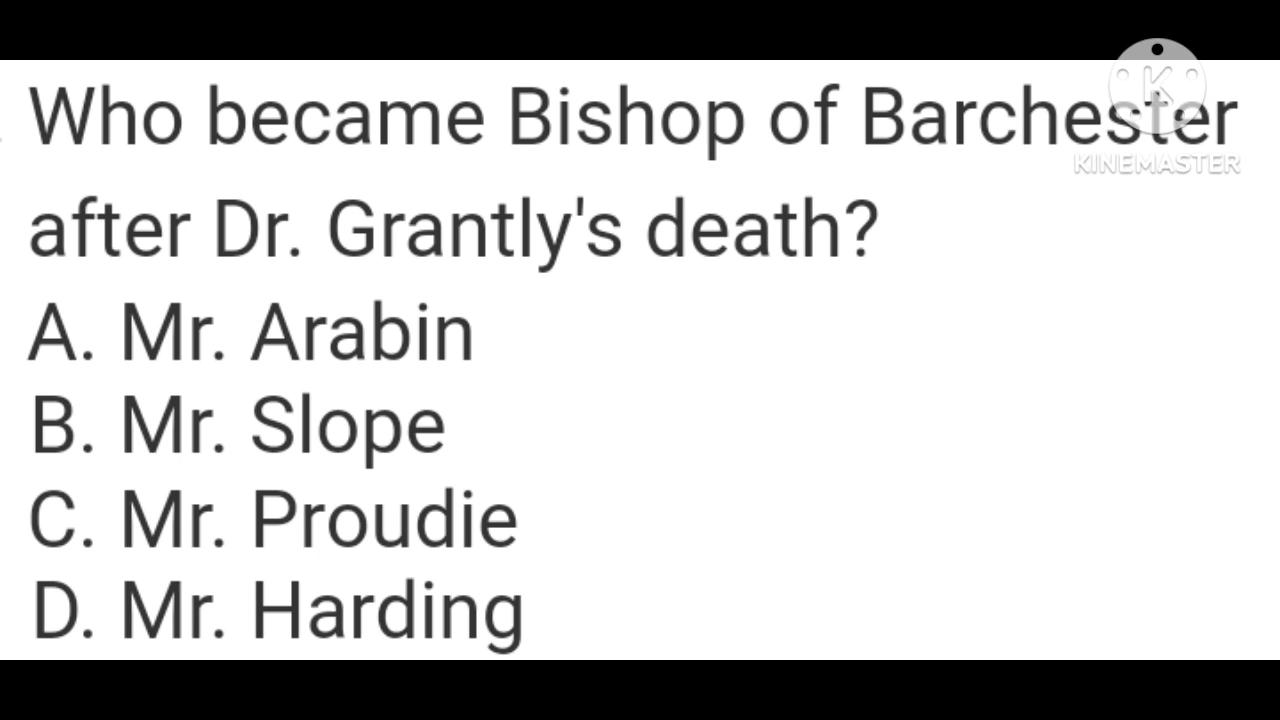 Who became Bishop of Barchester
KINEMASTER
after Dr. Grantly's death?
A. Mr. Arabin
B. Mr. Slope
C. Mr. Proudie
D. Mr. Harding